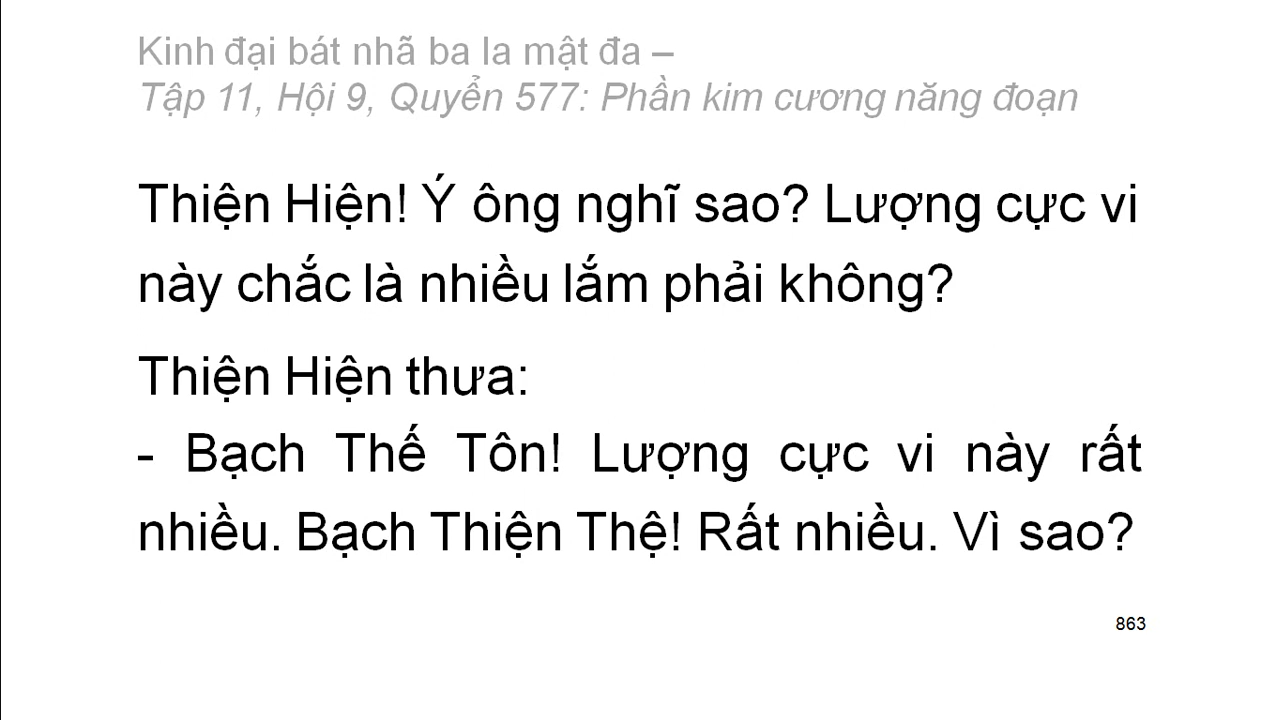 Kinh đại bát nhã ba la mật đa –
Tập 11, Hội 9, Quyển 577: Phần kim cương năng đoạn
Thiện Hiện! Ý ông nghĩ sao? Lượng cực vi
này chắc là nhiều lắm phải không?
Thiện Hiện thưa:
- Bạch Thế Tôn! Lượng cực vi này rất
nhiều. Bạch Thiện Thệ! Rất nhiều. Vì sao?
863